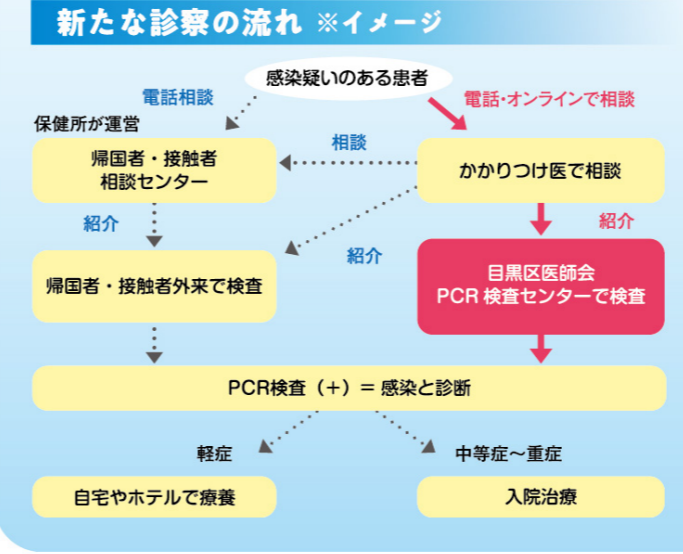 新たな診察の流れ ※イメージ
感染疑いのある患者
電話相談
電話・オンラインで相談
保健所が運営
帰国者・接触者
相談センター
相談
かかりつけ医で相談
紹介
紹介
紹介
帰国者・接触者外来で検査
目黒区医師会
PCR 検査センターで検査
PCR検査（＋）＝ 感染と診断
軽症
中等症～重症
自宅やホテルで療養
入院治療